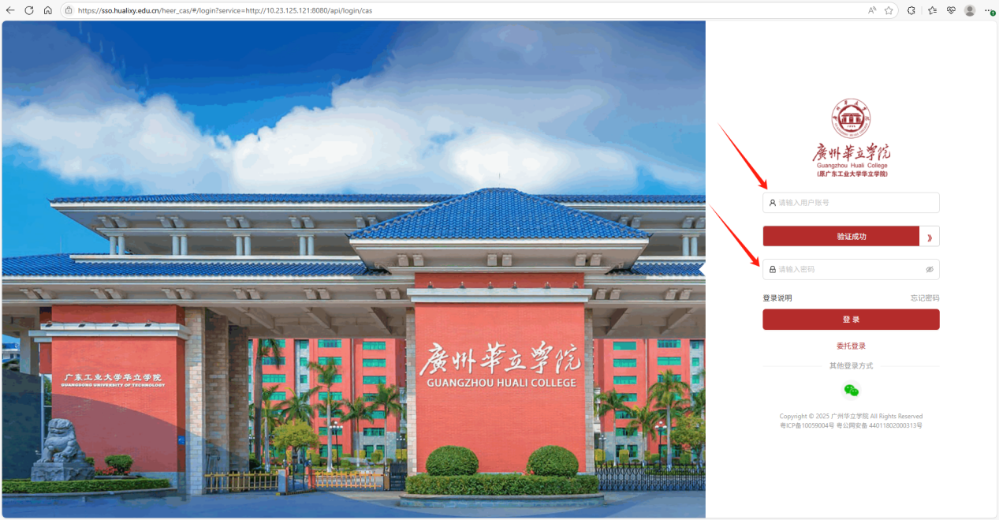 https://sso.hualixy.edu.cn/heer_cas/#/login?service=http://10.23.125.121:8080/api/login/cas
广州华立学院
Guangzhou Huali College
(原广东工业大学华立学院)
请输入用户账号
验证成功
》
请输入密码
登录说明
忘记密码
登 录
委托登录
其他登录方式
Copyright © 2025 广州华立学院 All Rights Reserved
粤ICP备10059004号 粤公网安备 44011802000313号
广东工业大学华立学院
GUANGDONG UNIVERSITY OF TECHNOLOGY
廣州華立學院
GUANGZHOU HUALI COLLEGE